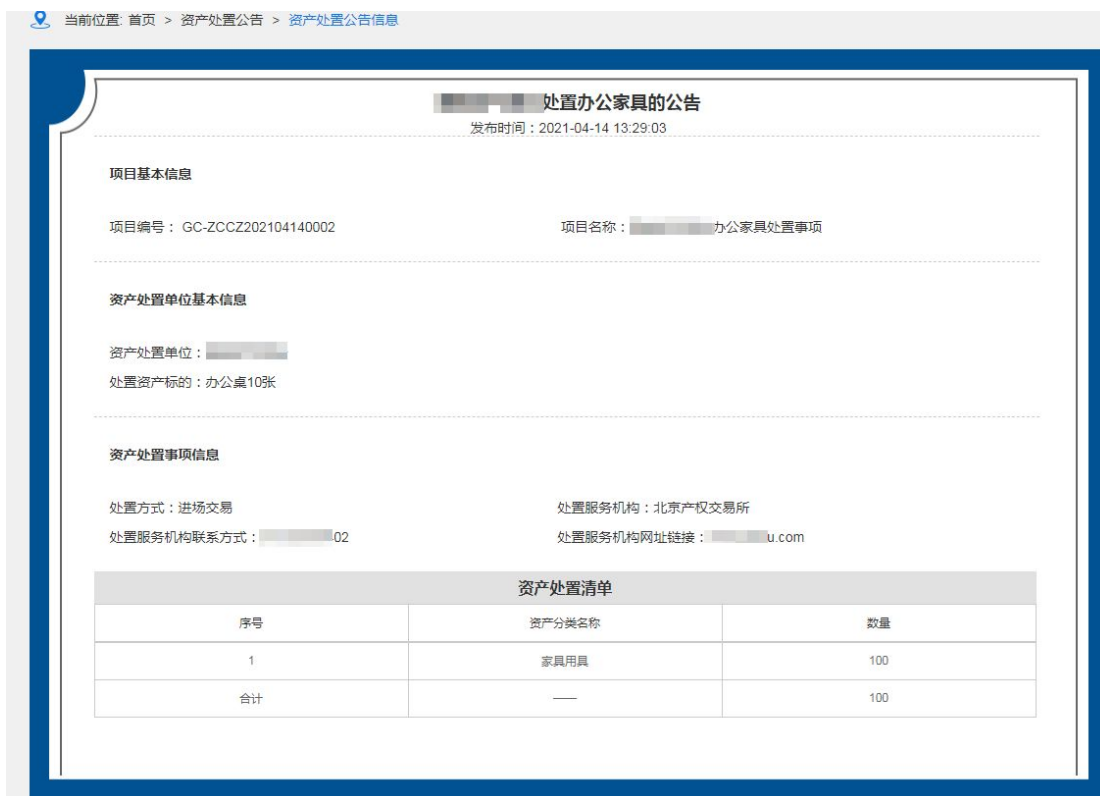 当前位置: 首页 > 资产处置公告 > 资产处置公告信息
处置办公家具的公告
发布时间：2021-04-14 13:29:03
项目基本信息
项目编号： GC-ZCCZ202104140002 项目名称： 办公家具处置事项
资产处置单位基本信息
资产处置单位：
处置资产标的：办公桌10张
资产处置事项信息
处置方式：进场交易 处置服务机构：北京产权交易所
处置服务机构联系方式： 02 处置服务机构网址链接： u.com
资产处置清单
序号 资产分类名称 数量
1 家具用具 100
合计 —— 100